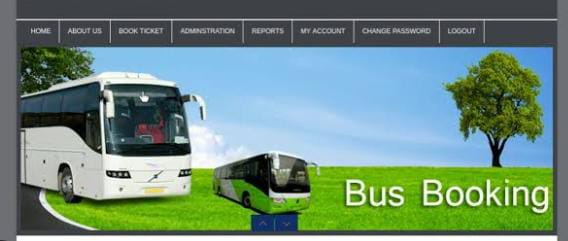 HOME ABOUT US BOOK TICKET ADMINSTRATION REPORTS MY ACCOUNT CHANGE PASSWORD LOGOUT
Bus Booking